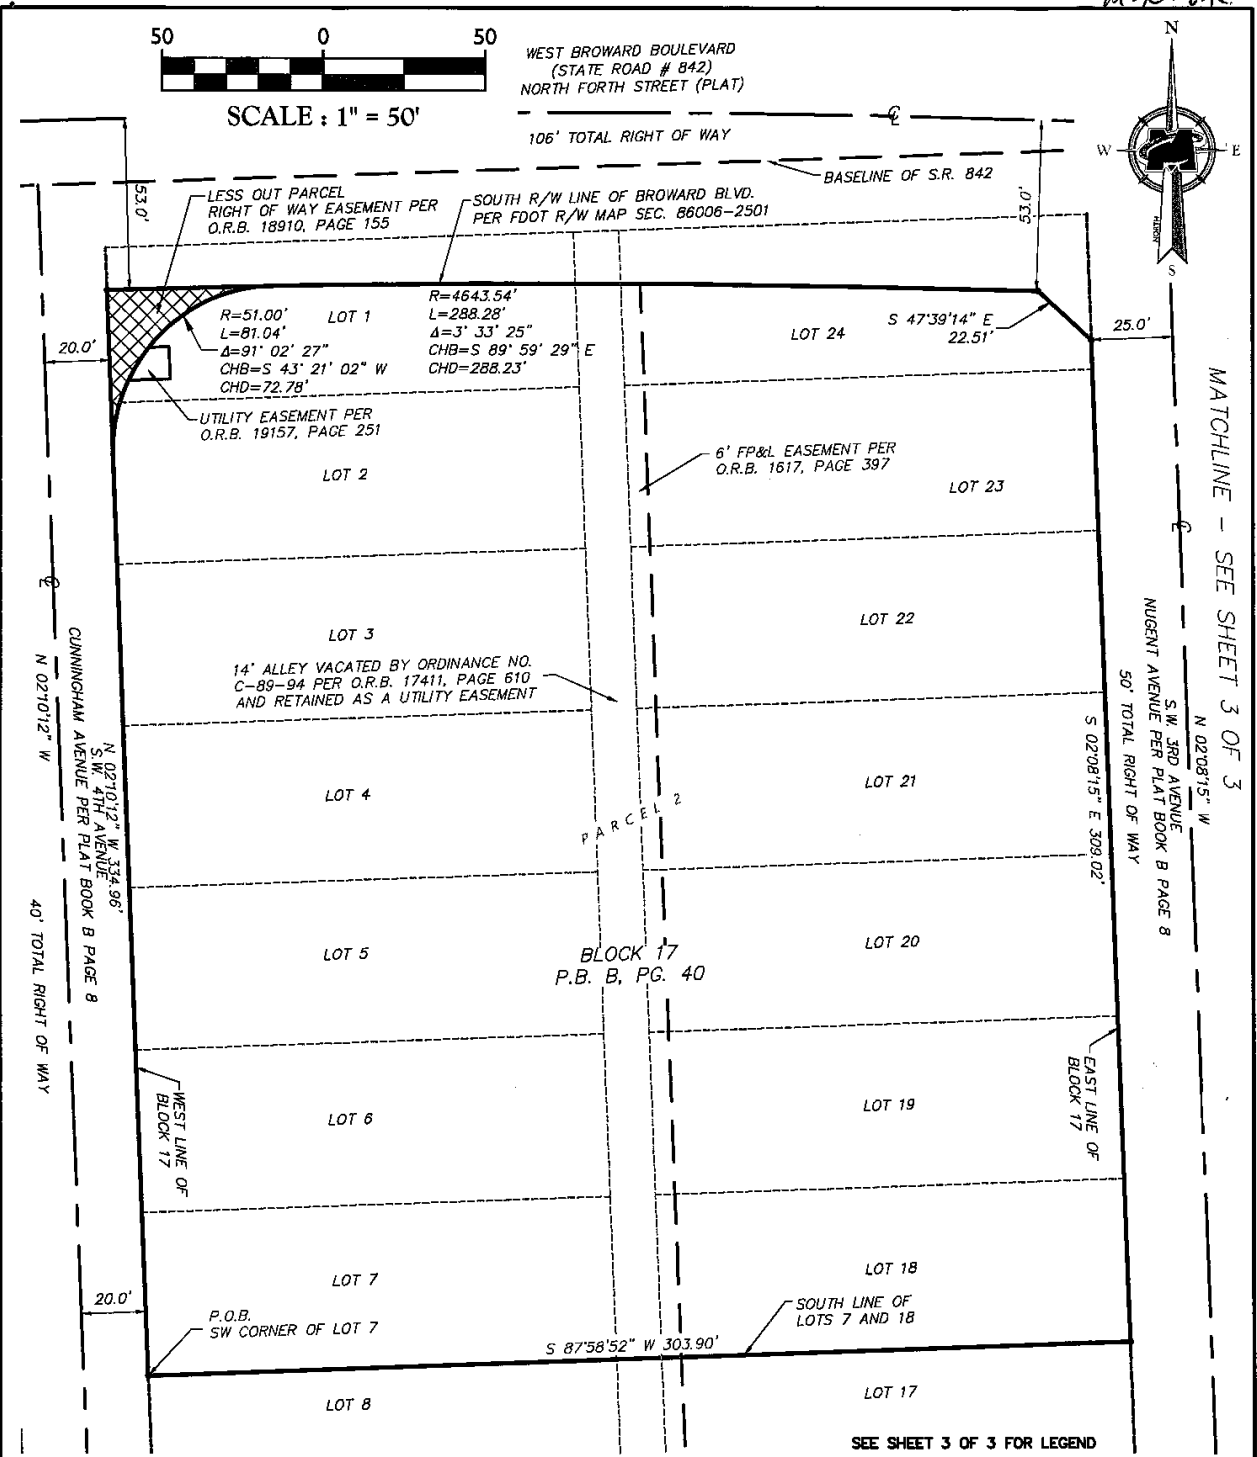 50 0 50
SCALE : 1" = 50'
WEST BROWARD BOULEVARD
(STATE ROAD # 842)
NORTH FORTH STREET (PLAT)
106' TOTAL RIGHT OF WAY
BASELINE OF S.R. 842
N
W E
S
53.0'
53.0'
LESS OUT PARCEL
RIGHT OF WAY EASEMENT PER
O.R.B. 18910, PAGE 155
SOUTH R/W LINE OF BROWARD BLVD.
PER FDOT R/W MAP SEC. 86006-2501
R=51.00'
L=81.04'
Δ=91° 02' 27"
CHB=S 43° 21' 02" W
CHD=72.78'
LOT 1
R=4643.54'
L=288.28'
Δ=3° 33' 25"
CHB=S 89° 59' 29" E
CHD=288.23'
LOT 24
S 47°39'14" E
22.51'
25.0'
20.0'
UTILITY EASEMENT PER
O.R.B. 19157, PAGE 251
6' FP&L EASEMENT PER
O.R.B. 1617, PAGE 397
LOT 2
LOT 23
LOT 3
LOT 22
14' ALLEY VACATED BY ORDINANCE NO.
C-89-94 PER O.R.B. 17411, PAGE 610
AND RETAINED AS A UTILITY EASEMENT
LOT 4
LOT 21
PARCEL 2
LOT 5
LOT 20
BLOCK 17
P.B. B, PG. 40
LOT 6
LOT 19
WEST LINE OF
BLOCK 17
EAST LINE OF
BLOCK 17
LOT 7
LOT 18
20.0'
P.O.B.
SW CORNER OF LOT 7
SOUTH LINE OF
LOTS 7 AND 18
S 87°58'52" W 303.90'
LOT 8
LOT 17
SEE SHEET 3 OF 3 FOR LEGEND
N 02°10'12" W
40' TOTAL RIGHT OF WAY
N 02°10'12" W 334.96'
S.W. 4TH AVENUE
CUNNINGHAM AVENUE PER PLAT BOOK B PAGE 8
S 02°08'15" E 309.02'
50' TOTAL RIGHT OF WAY
N 02°08'15" W
S.W. 3RD AVENUE
NUGENT AVENUE PER PLAT BOOK B PAGE 8
MATCHLINE - SEE SHEET 3 OF 3